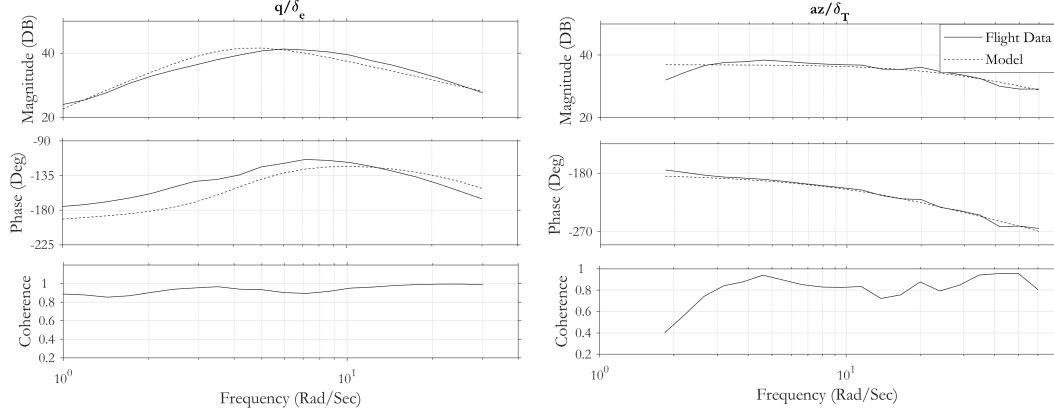 q/δe
Magnitude (DB)
40
20
Phase (Deg)
-90
-135
-180
-225
Coherence
1
0.8
0.6
0.4
0.2
10^0
10^1
Frequency (Rad/Sec)
az/δT
Flight Data
Model
Magnitude (DB)
40
20
Phase (Deg)
-180
-270
Coherence
1
0.8
0.6
0.4
0.2
10^0
10^1
Frequency (Rad/Sec)